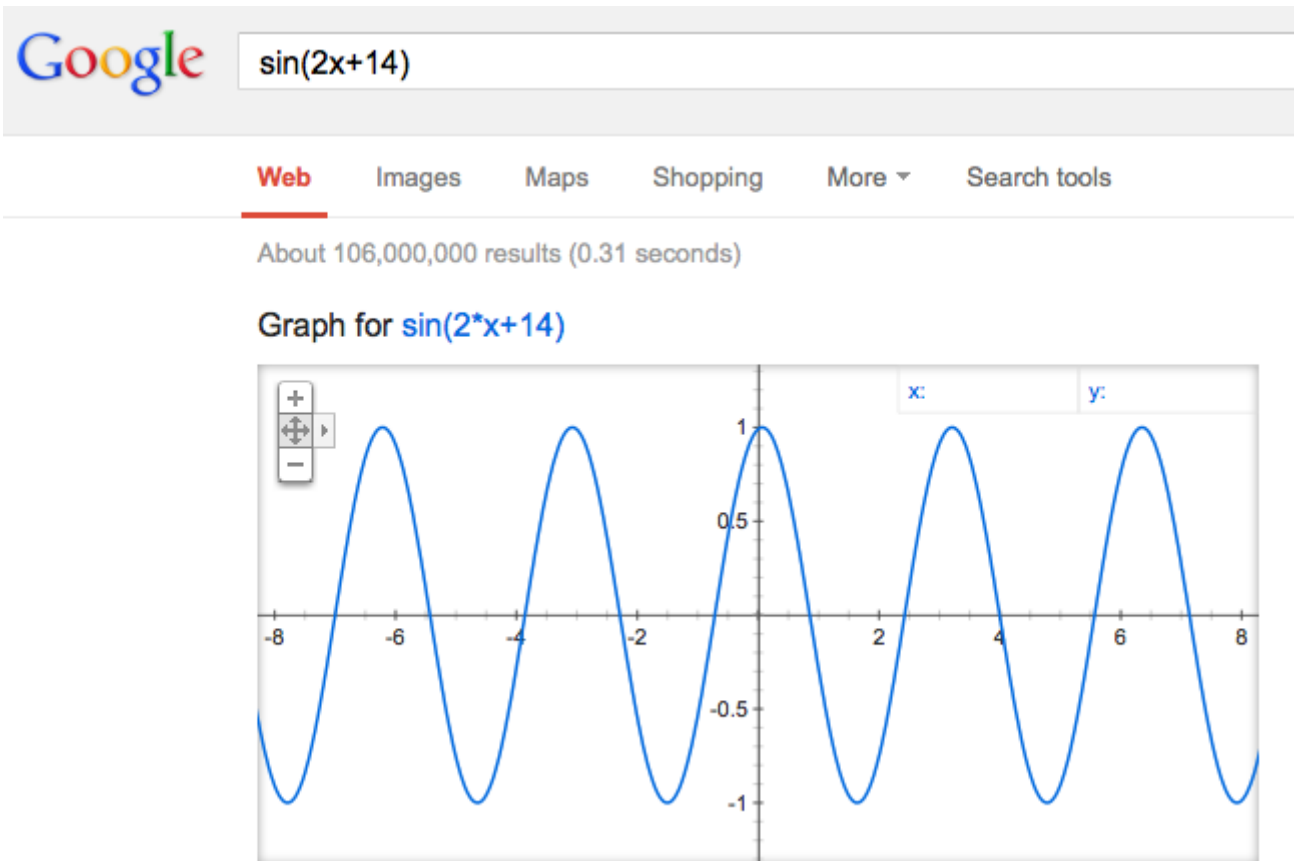 Google sin(2x+14)
Web Images Maps Shopping More Search tools
About 106,000,000 results (0.31 seconds)
Graph for sin(2*x+14)
+ x: y:
1
−
0.5
-8 -6 -4 -2 2 4 6 8
-0.5
-1